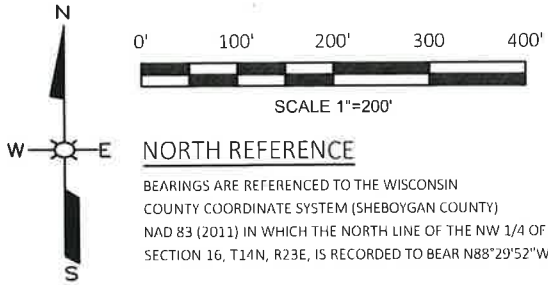 N
W E
S
0' 100' 200' 300 400'
SCALE 1"=200'
NORTH REFERENCE
BEARINGS ARE REFERENCED TO THE WISCONSIN
COUNTY COORDINATE SYSTEM (SHEBOYGAN COUNTY)
NAD 83 (2011) IN WHICH THE NORTH LINE OF THE NW 1/4 OF
SECTION 16, T14N, R23E, IS RECORDED TO BEAR N88°29'52"W